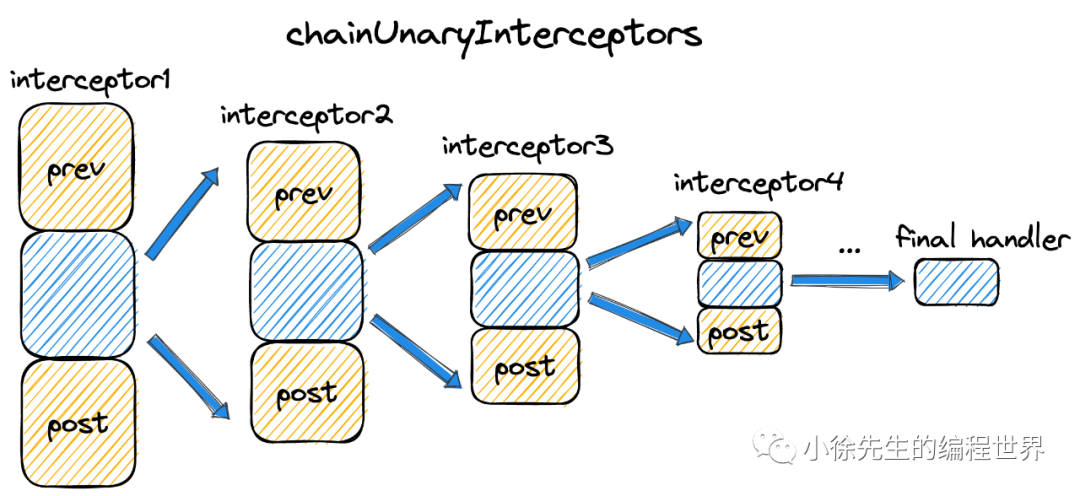 chainUnaryInterceptors
interceptor1
prev
post
interceptor2
prev
post
interceptor3
prev
post
interceptor4
prev
post
...
final handler
小徐先生的编程世界